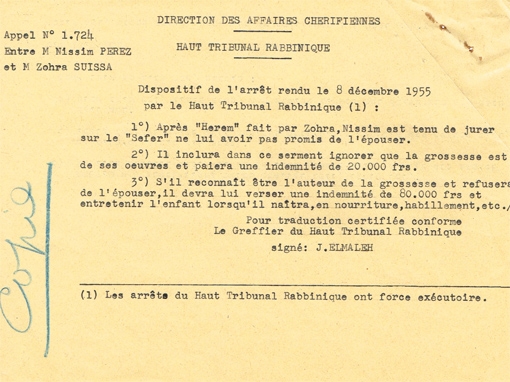 DIRECTION DES AFFAIRES CHERIFIENNES
Appel N° 1.724
Entre M Nissim PEREZ
et M Zohra SUISSA
HAUT TRIBUNAL RABBINIQUE
Dispositif de l'arrêt rendu le 8 décembre 1955
par le Haut Tribunal Rabbinique (1) :
1°) Après "Herem" fait par Zohra,Nissim est tenu de jurer
sur le "Sefer" ne lui avoir pas promis de l'épouser.
2°) Il inclura dans ce serment ignorer que la grossesse est
de ses oeuvres et paiera une indemnité de 20.000 frs.
3°) S'il reconnaît être l'auteur de la grossesse et refusera
de l'épouser,il devra lui verser une indemnité de 80.000 frs et
entretenir l'enfant lorsqu'il naîtra,en nourriture,habillement,etc./
Pour traduction certifiée conforme
Le Greffier du Haut Tribunal Rabbinique
signé: J.ELMALEH
Copie
(1) Les arrêts du Haut Tribunal Rabbinique ont force exécutoire.